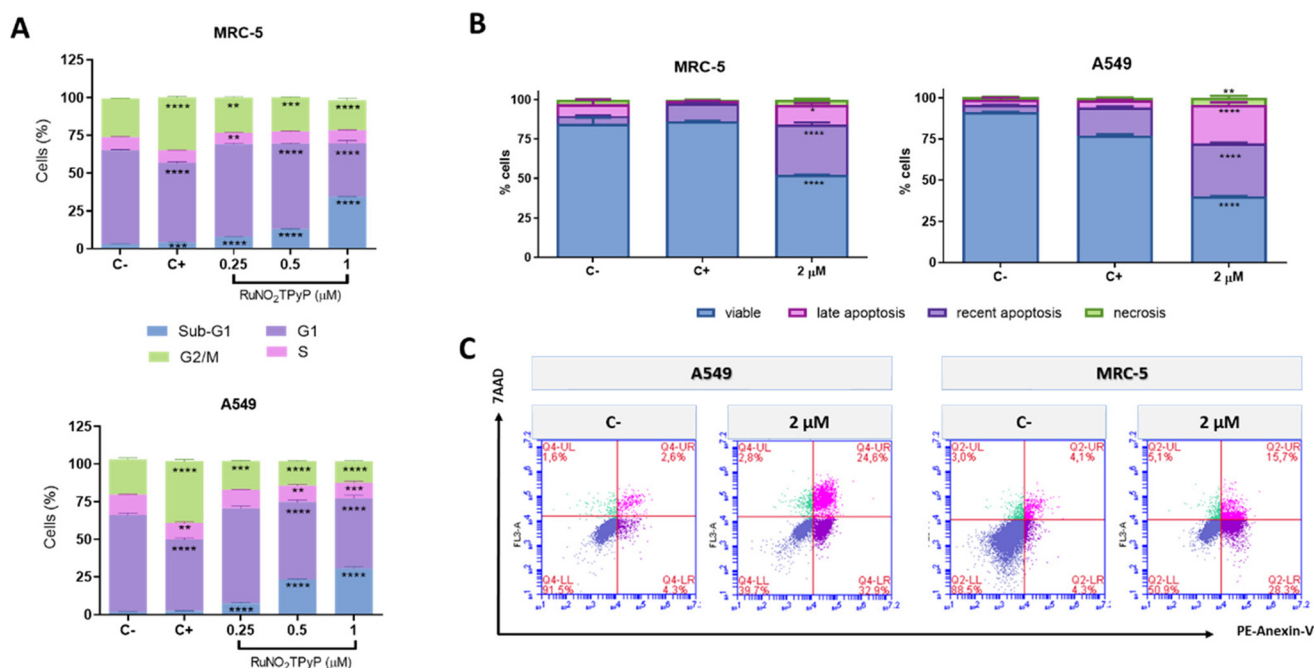 A
MRC-5
125
100
75
50
25
0
Cells (%)
**** ** *** ****
**
**** **** ****
*** **** **** ****
C- C+ 0.25 0.5 1
RuNO2TPyP (μM)
Sub-G1 G1
G2/M S
A549
125
100
75
50
25
0
Cells (%)
**** *** **** ****
** ** ***
**** **** ****
**** **** ****
C- C+ 0.25 0.5 1
RuNO2TPyP (μM)
B
MRC-5
100
75
50
25
0
% cells
*
****
****
C- C+ 2 μM
A549
100
75
50
25
0
% cells
**
****
****
****
C- C+ 2 μM
viable late apoptosis recent apoptosis necrosis
C
7AAD
A549 MRC-5
C- 2 μM C- 2 μM
Q4-UL Q4-UR
1,6% 2,6%
FL3-A
Q4-LL Q4-LR
91,5% 4,3%
Q4-UL Q4-UR
2,8% 24,6%
FL3-A
Q4-LL Q4-LR
39,7% 32,9%
Q2-UL Q2-UR
3,0% 4,1%
FL3-A
Q2-LL Q2-LR
88,5% 4,3%
Q2-UL Q2-UR
5,1% 15,7%
FL3-A
Q2-LL Q2-LR
50,9% 28,3%
PE-Anexin-V